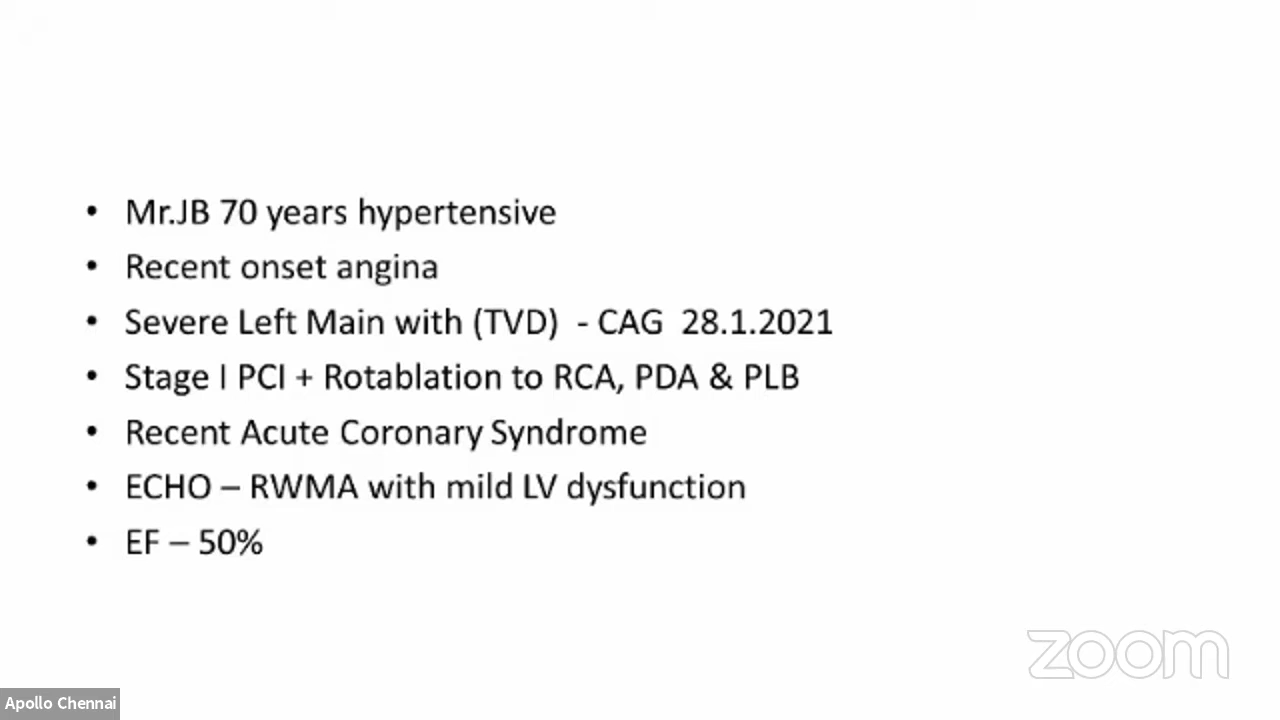 • Mr.JB 70 years hypertensive
• Recent onset angina
• Severe Left Main with (TVD) - CAG 28.1.2021
• Stage I PCI + Rotablation to RCA, PDA & PLB
• Recent Acute Coronary Syndrome
• ECHO – RWMA with mild LV dysfunction
• EF – 50%
zoom
Apollo Chennai